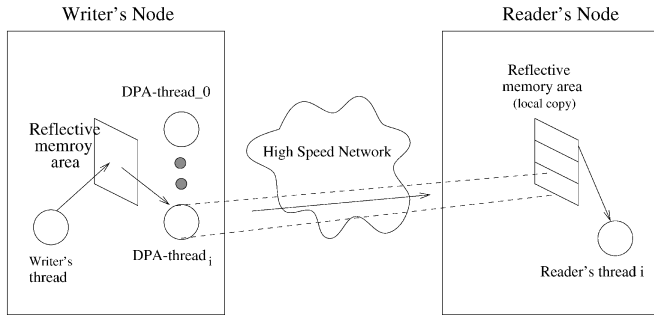 Writer's Node
Reader's Node
DPA-thread_0
Reflective
memroy
area
Writer's
thread
DPA-thread i
High Speed Network
Reflective
memory area
(local copy)
Reader's thread i